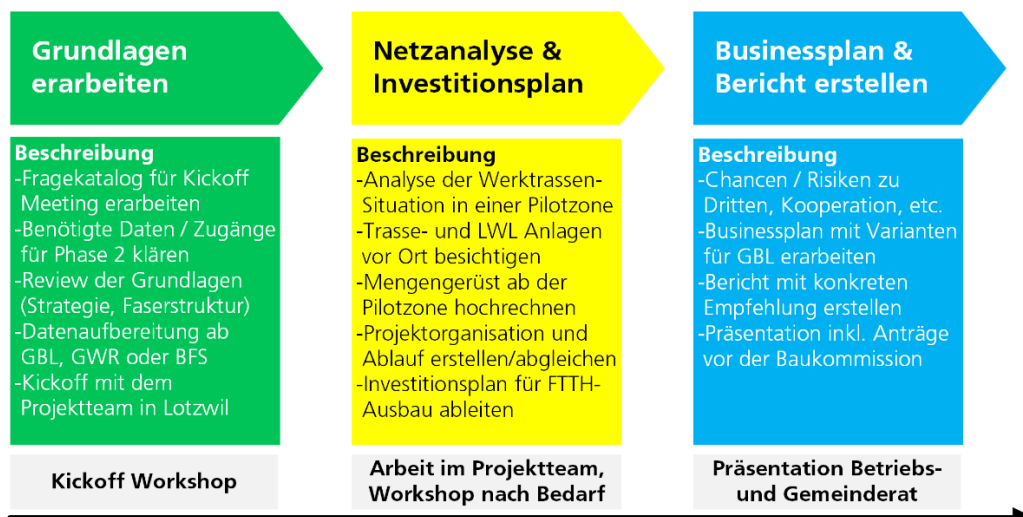 Grundlagen
erarbeiten
Beschreibung
-Fragekatalog für Kickoff
Meeting erarbeiten
-Benötigte Daten / Zugänge
für Phase 2 klären
-Review der Grundlagen
(Strategie, Faserstruktur)
-Datenaufbereitung ab
GBL, GWR oder BFS
-Kickoff mit dem
Projektteam in Lotzwil
Kickoff Workshop
Netzanalyse &
Investitionsplan
Beschreibung
-Analyse der Werktrassen-
Situation in einer Pilotzone
-Trasse- und LWL Anlagen
vor Ort besichtigen
-Mengengerüst ab der
Pilotzone hochrechnen
-Projektorganisation und
Ablauf erstellen/abgleichen
-Investitionsplan für FTTH-
Ausbau ableiten
Arbeit im Projektteam,
Workshop nach Bedarf
Businessplan &
Bericht erstellen
Beschreibung
-Chancen / Risiken zu
Dritten, Kooperation, etc.
-Businessplan mit Varianten
für GBL erarbeiten
-Bericht mit konkreten
Empfehlung erstellen
-Präsentation inkl. Anträge
vor der Baukommission
Präsentation Betriebs-
und Gemeinderat